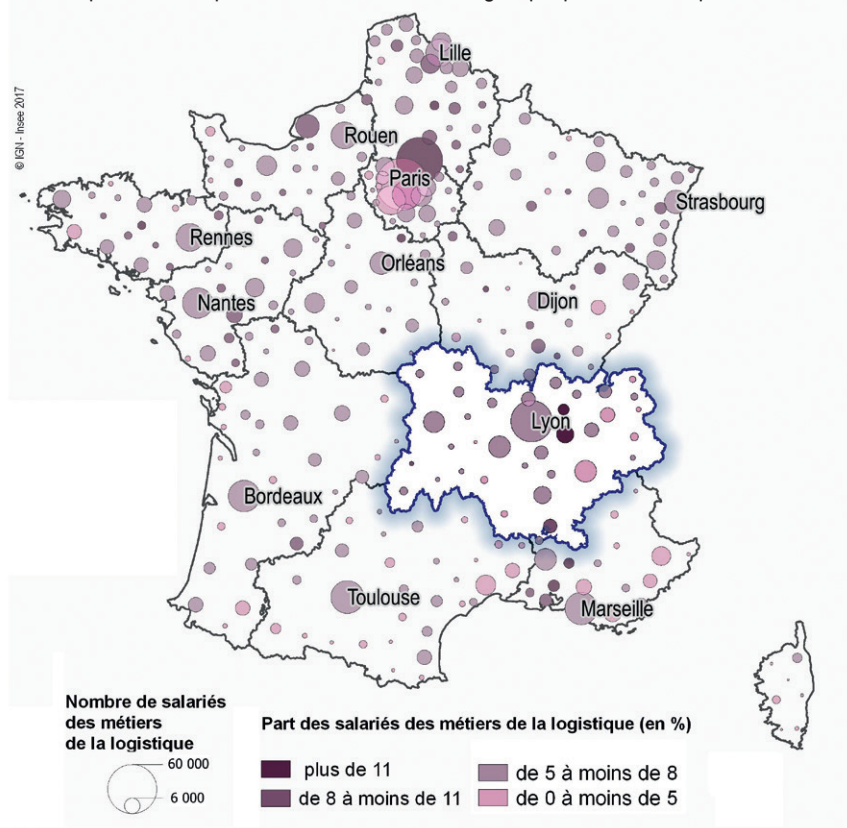 © IGN - Insee 2017
Lille
Rouen
Paris
Strasbourg
Rennes
Orléans
Nantes
Dijon
Lyon
Bordeaux
Toulouse
Marseille
Nombre de salariés
des métiers
de la logistique
60 000
6 000
Part des salariés des métiers de la logistique (en %)
plus de 11
de 8 à moins de 11
de 5 à moins de 8
de 0 à moins de 5